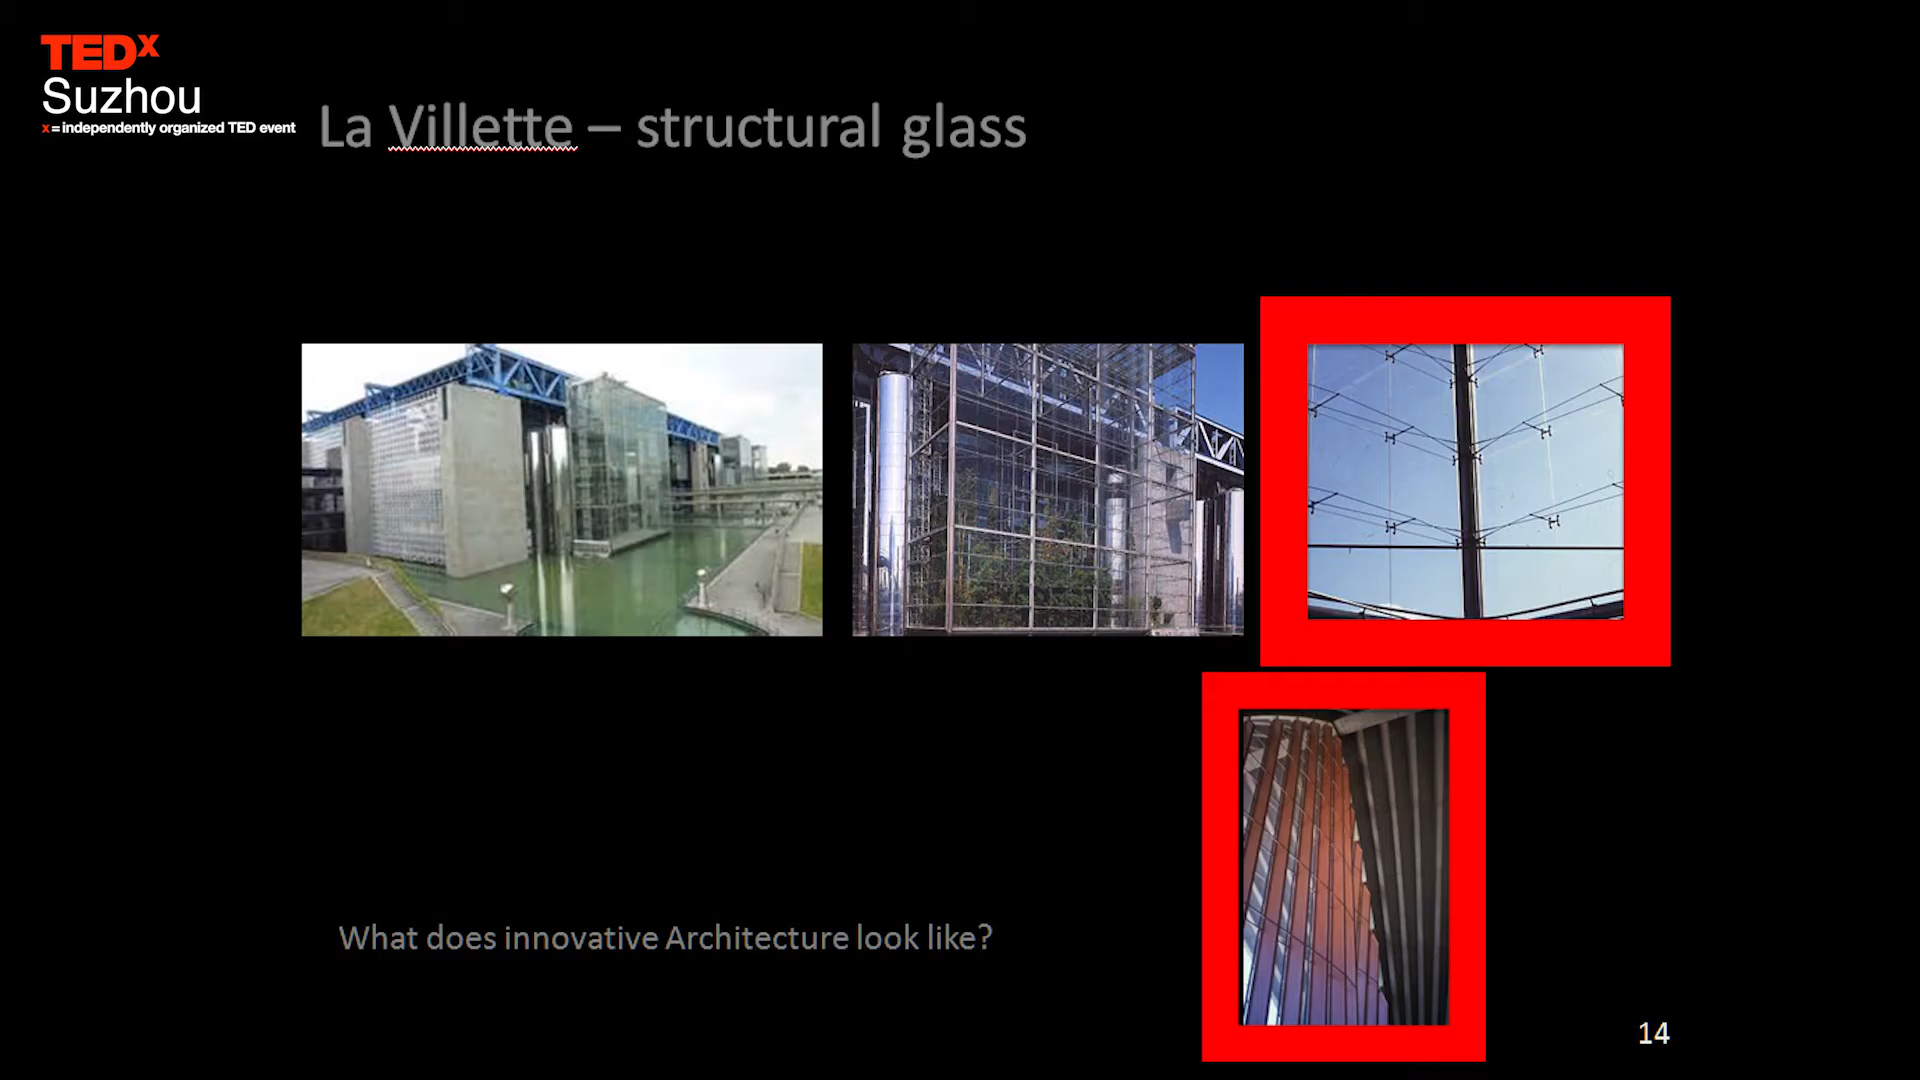 TEDx
Suzhou
x = independently organized TED event
La Villette – structural glass
What does innovative Architecture look like?
14